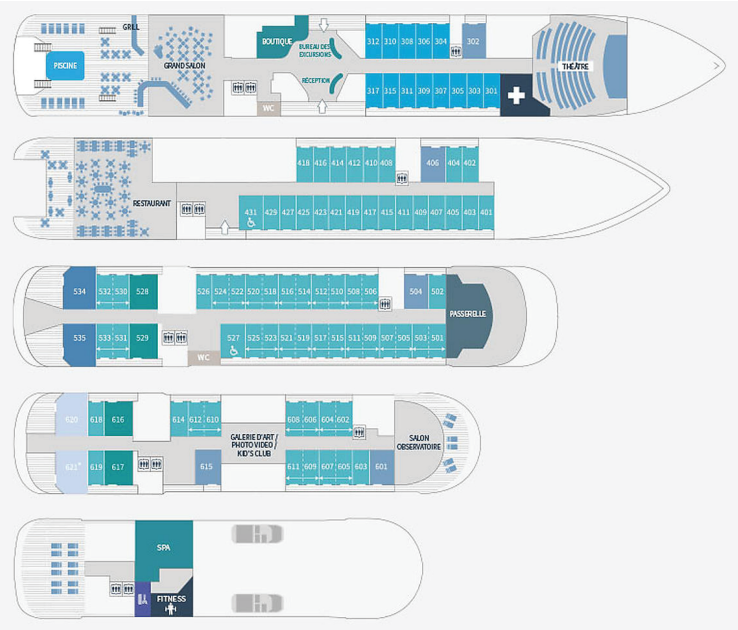 GRILL
PISCINE
GRAND SALON
BOUTIQUE
BUREAU DES
EXCURSIONS
RÉCEPTION
WC
312 310 308 306 304
302
317 315 311 309 307 305 303 301
THÉATRE
RESTAURANT
418 416 414 412 410 408
406 404 402
431 429 427 425 423 421 419 417 415 411 409 407 405 403 401
534 532 530 528
526 524 522 520 518 516 514 512 510 508 506
504 502
PASSERELLE
535 533 531 529
WC
527 525 523 521 519 517 515 511 509 507 505 503 501
620 618 616
614 612 610
608 606 604 602
GALERIE D'ART /
PHOTO VIDEO /
KID'S CLUB
SALON
OBSERVATOIRE
621* 619 617
615
611 609 607 605 603 601
SPA
FITNESS